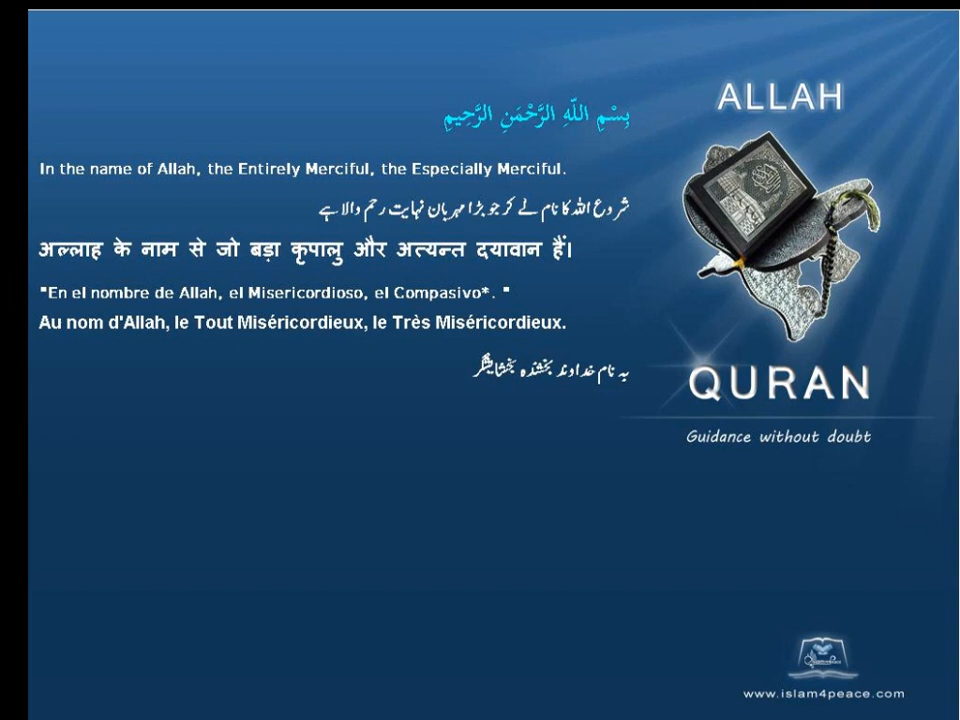 بِسْمِ اللّهِ الرَّحْمَنِ الرَّحِيمِ
In the name of Allah, the Entirely Merciful, the Especially Merciful.
شروع الله کا نام لے کر جو بڑا مہربان نہایت رحم والا ہے
अल्लाह के नाम से जो बड़ा कृपालु और अत्यन्त दयावान हैं।
"En el nombre de Allah, el Misericordioso, el Compasivo*. "
Au nom d'Allah, le Tout Miséricordieux, le Très Miséricordieux.
به نام خداوند بخشنده بخشایشگر
ALLAH
QURAN
Guidance without doubt
www.islam4peace.com